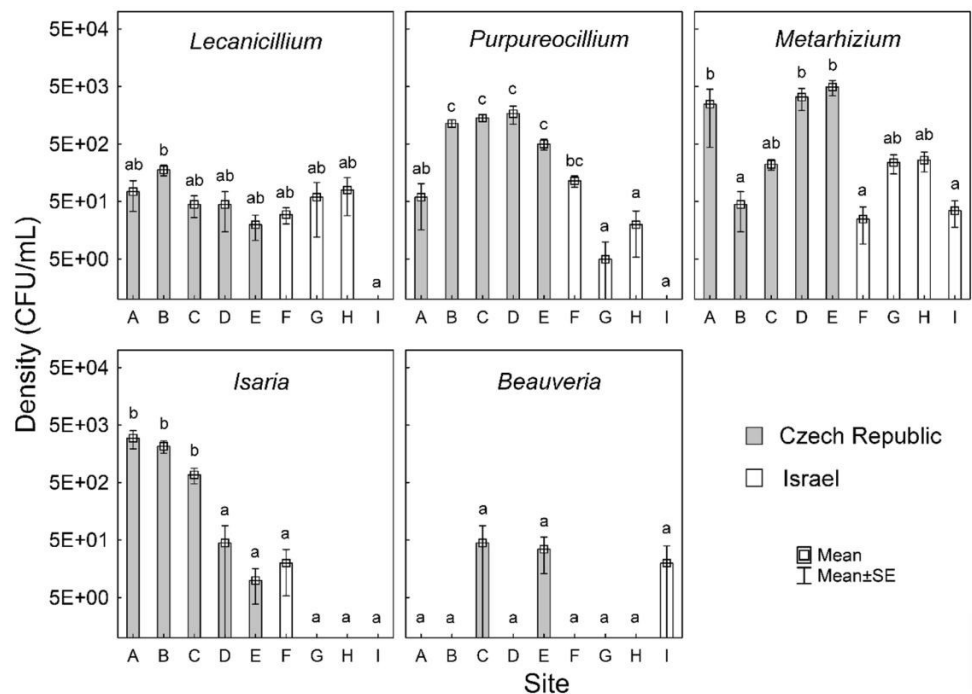 Density (CFU/mL)
5E+04
5E+03
5E+02
5E+01
5E+00
Lecanicillium
ab b ab ab ab ab ab ab a
A B C D E F G H I
Purpureocillium
ab c c c c bc a a a
A B C D E F G H I
Metarhizium
b a ab b b a ab ab a
A B C D E F G H I
5E+04
5E+03
5E+02
5E+01
5E+00
Isaria
b b b a a a a a a
A B C D E F G H I
Beauveria
a a a a a a a a a
A B C D E F G H I
Site
Czech Republic
Israel
Mean
Mean±SE